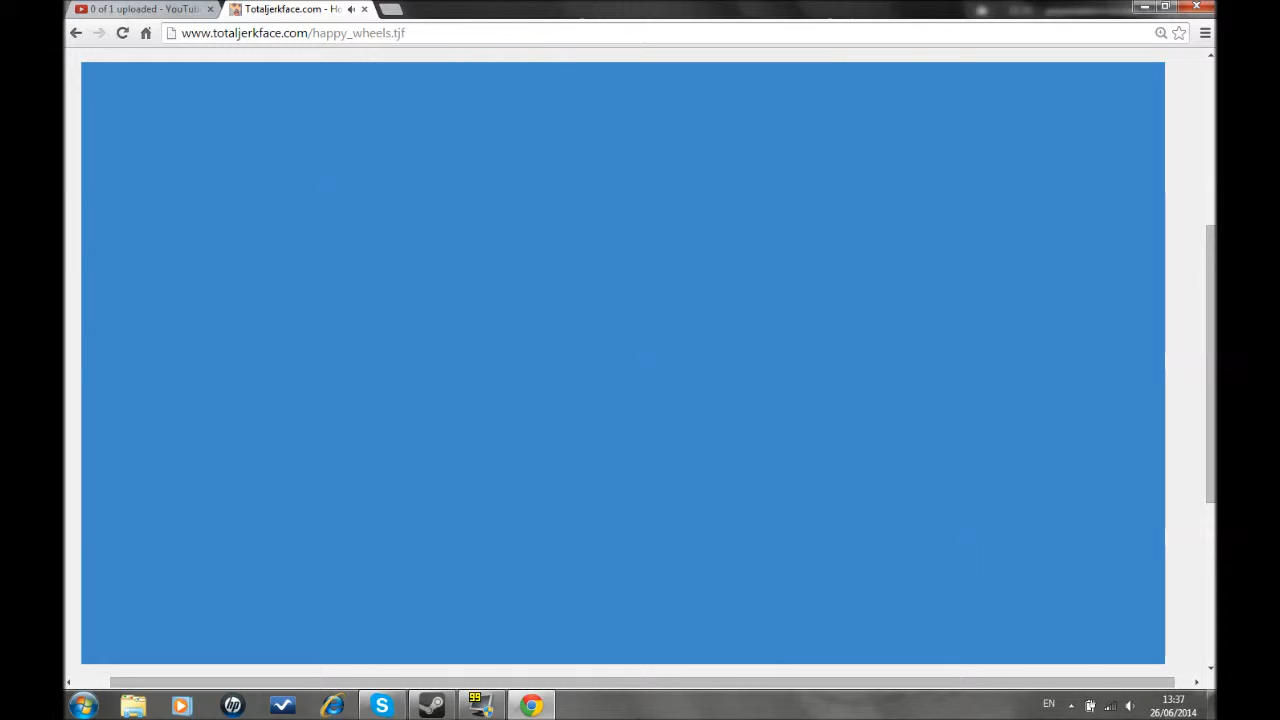 0 of 1 uploaded - YouTub
Totaljerkface.com - Ho
www.totaljerkface.com/happy_wheels.tjf
99
EN
13:37
26/06/2014